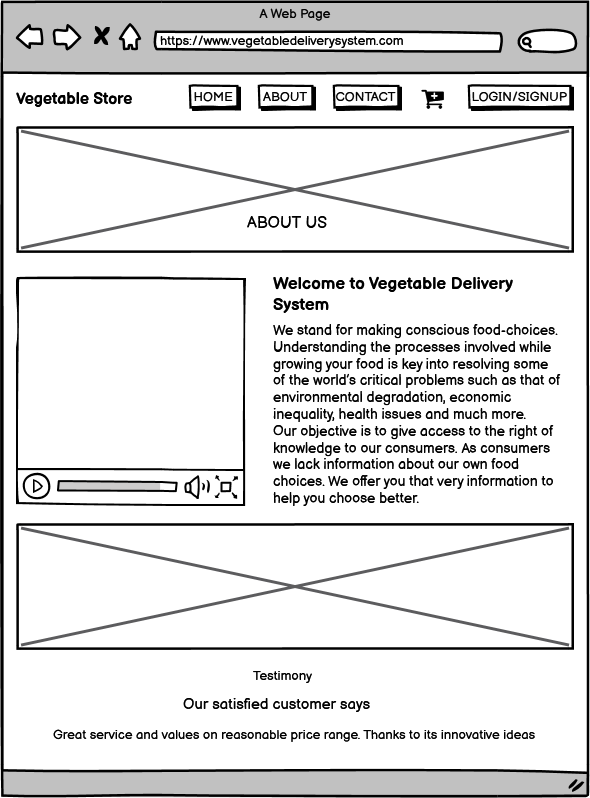 A Web Page
https://www.vegetabledeliverysystem.com
Vegetable Store
HOME
ABOUT
CONTACT
LOGIN/SIGNUP
ABOUT US
Welcome to Vegetable Delivery
System
We stand for making conscious food-choices.
Understanding the processes involved while
growing your food is key into resolving some
of the world's critical problems such as that of
environmental degradation, economic
inequality, health issues and much more.
Our objective is to give access to the right of
knowledge to our consumers. As consumers
we lack information about our own food
choices. We offer you that very information to
help you choose better.
Testimony
Our satisfied customer says
Great service and values on reasonable price range. Thanks to its innovative ideas